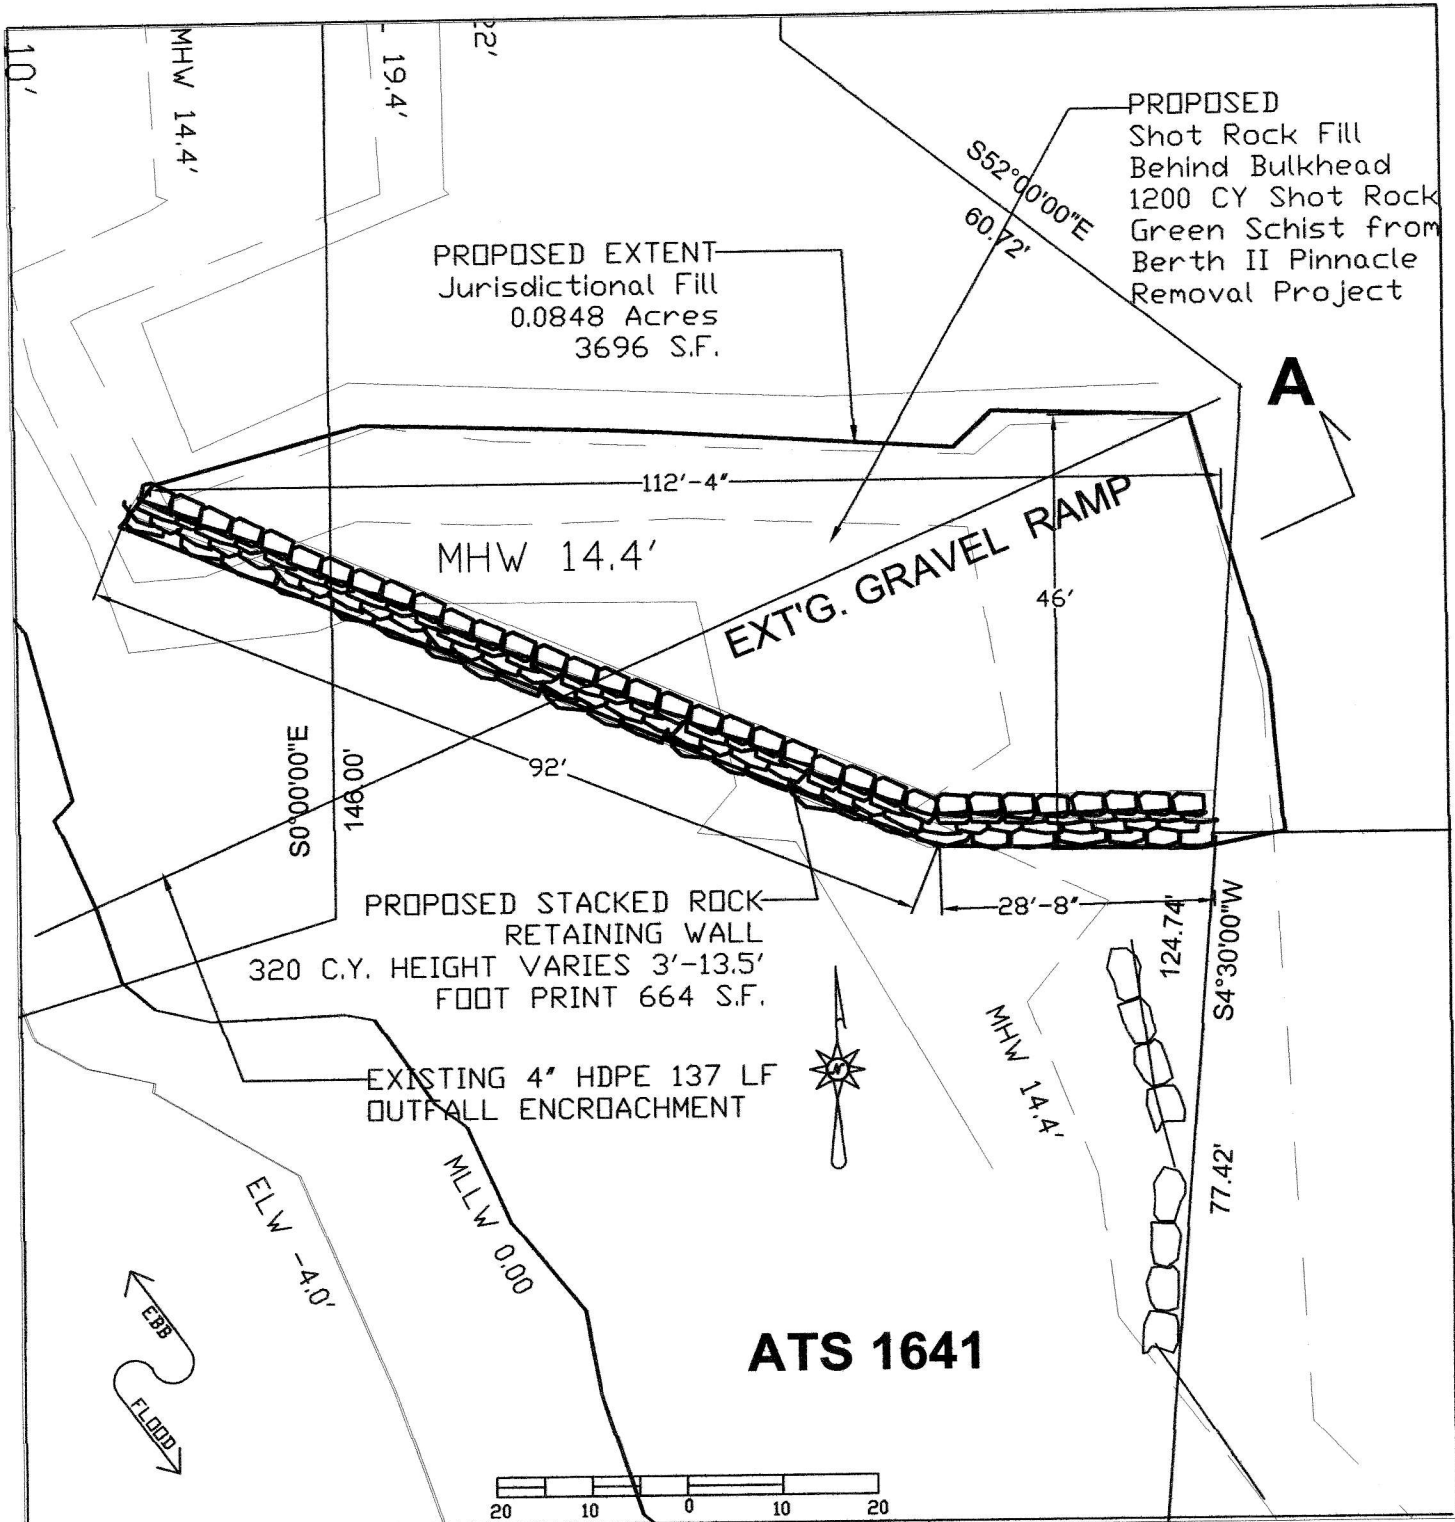 10'
MHW 14.4'
19.4'
22'
PROPOSED
Shot Rock Fill
Behind Bulkhead
1200 CY Shot Rock
Green Schist from
Berth II Pinnacle
Removal Project
S52°00'00"E
60.72'
PROPOSED EXTENT
Jurisdictional Fill
0.0848 Acres
3696 S.F.
A
112'-4"
MHW 14.4'
EXT'G. GRAVEL RAMP
46'
92'
S0°00'00"E
146.00'
PROPOSED STACKED ROCK
RETAINING WALL
320 C.Y. HEIGHT VARIES 3'-13.5'
FOOT PRINT 664 S.F.
28'-8"
124.74'
S4°30'00"W
MHW 14.4'
N
EXISTING 4" HDPE 137 LF
OUTFALL ENCROACHMENT
77.42'
MLLW 0.00
ELW -4.0'
EBB
FLOOD
ATS 1641
20 10 0 10 20